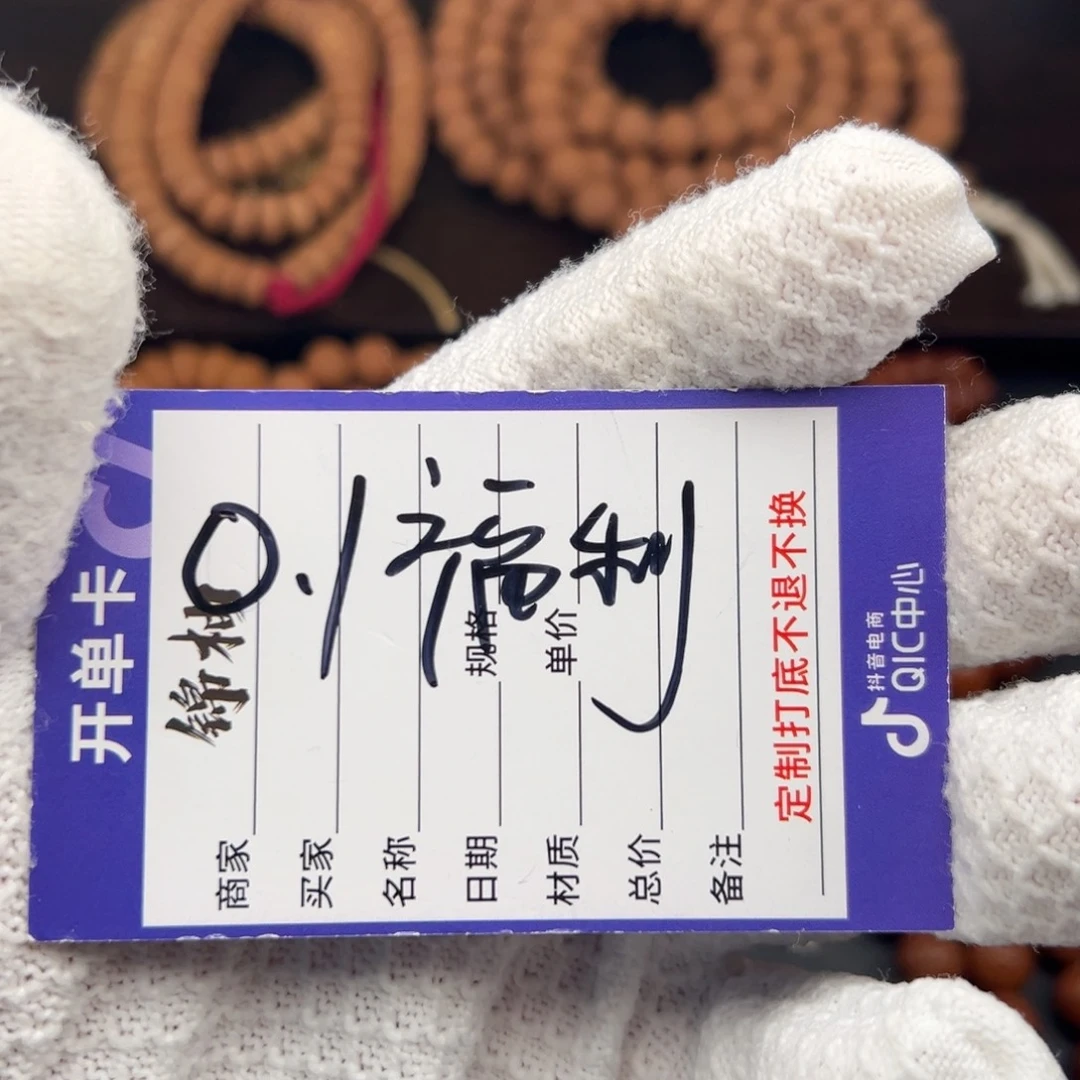 开单卡
商家 锦柏
买家
名称
日期 规格
材质 单价
总价
备注
定制打底不退不换
抖音电商
QIC中心
0.1福利